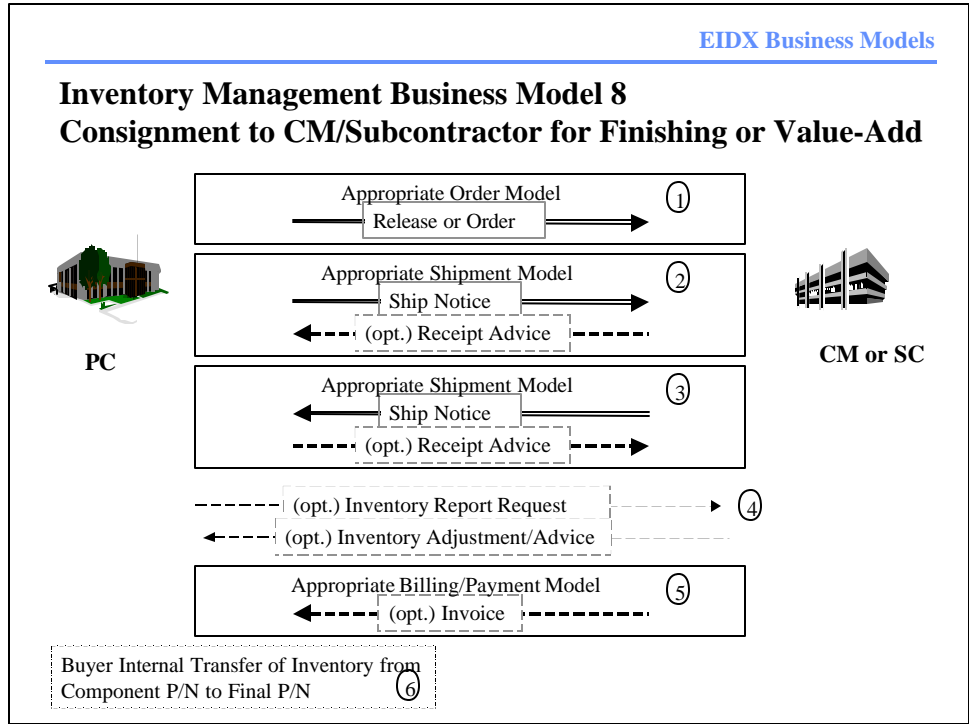 EIDX Business Models
Inventory Management Business Model 8
Consignment to CM/Subcontractor for Finishing or Value-Add
Appropriate Order Model
1
Release or Order
Appropriate Shipment Model
2
Ship Notice
(opt.) Receipt Advice
PC
CM or SC
Appropriate Shipment Model
3
Ship Notice
(opt.) Receipt Advice
(opt.) Inventory Report Request
4
(opt.) Inventory Adjustment/Advice
Appropriate Billing/Payment Model
5
(opt.) Invoice
Buyer Internal Transfer of Inventory from
Component P/N to Final P/N
6